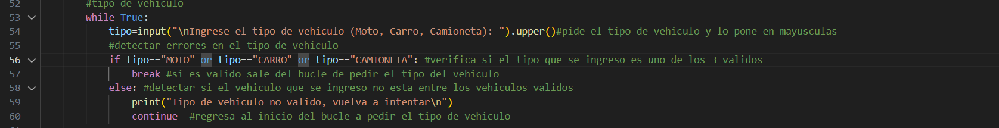 52 #tipo de vehiculo
53 while True:
54 tipo=input("\nIngrese el tipo de vehiculo (Moto, Carro, Camioneta): ").upper()#pide el tipo de vehiculo y lo pone en mayusculas
55 #detectar errores en el tipo de vehiculo
56 if tipo=="MOTO" or tipo=="CARRO" or tipo=="CAMIONETA": #verifica si el tipo que se ingreso es uno de los 3 validos
57 break #si es valido sale del bucle de pedir el tipo del vehiculo
58 else: #detectar si el vehiculo que se ingreso no esta entre los vehiculos validos
59 print("Tipo de vehiculo no valido, vuelva a intentar\n")
60 continue  #regresa al inicio del bucle a pedir el tipo de vehiculo